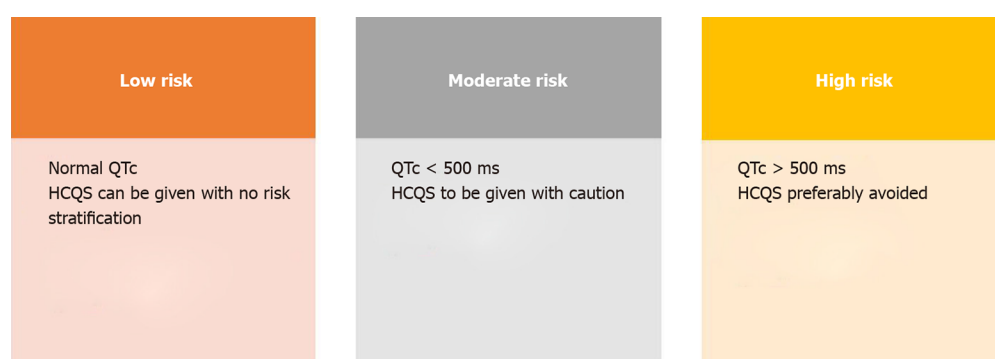 Low risk
Normal QTc
HCQS can be given with no risk
stratification
Moderate risk
QTc < 500 ms
HCQS to be given with caution
High risk
QTc > 500 ms
HCQS preferably avoided